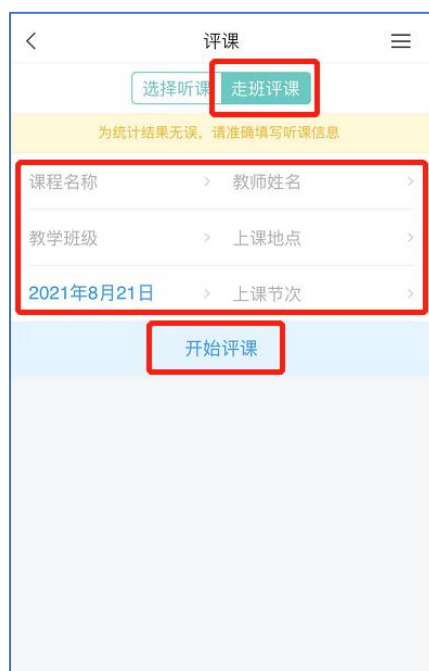 评课
选择听课 走班评课
为统计结果无误，请准确填写听课信息
课程名称 教师姓名
教学班级 上课地点
2021年8月21日 上课节次
开始评课